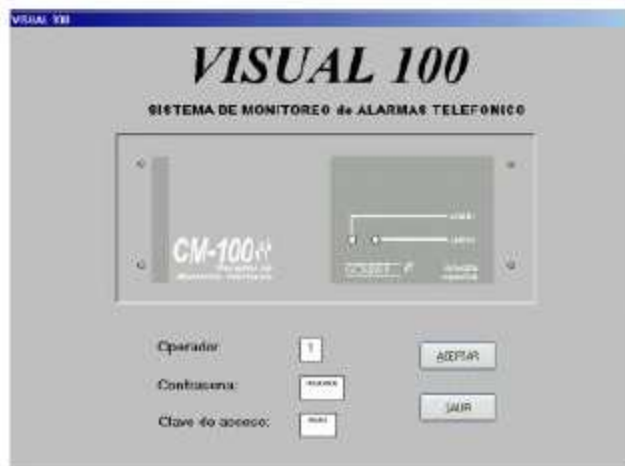 VISUAL 100
VISUAL 100
SISTEMA DE MONITOREO de ALARMAS TELEFONICO
CM-100
Operador
1
ACEPTAR
Contrasena:
Clave de acceso:
SALIR